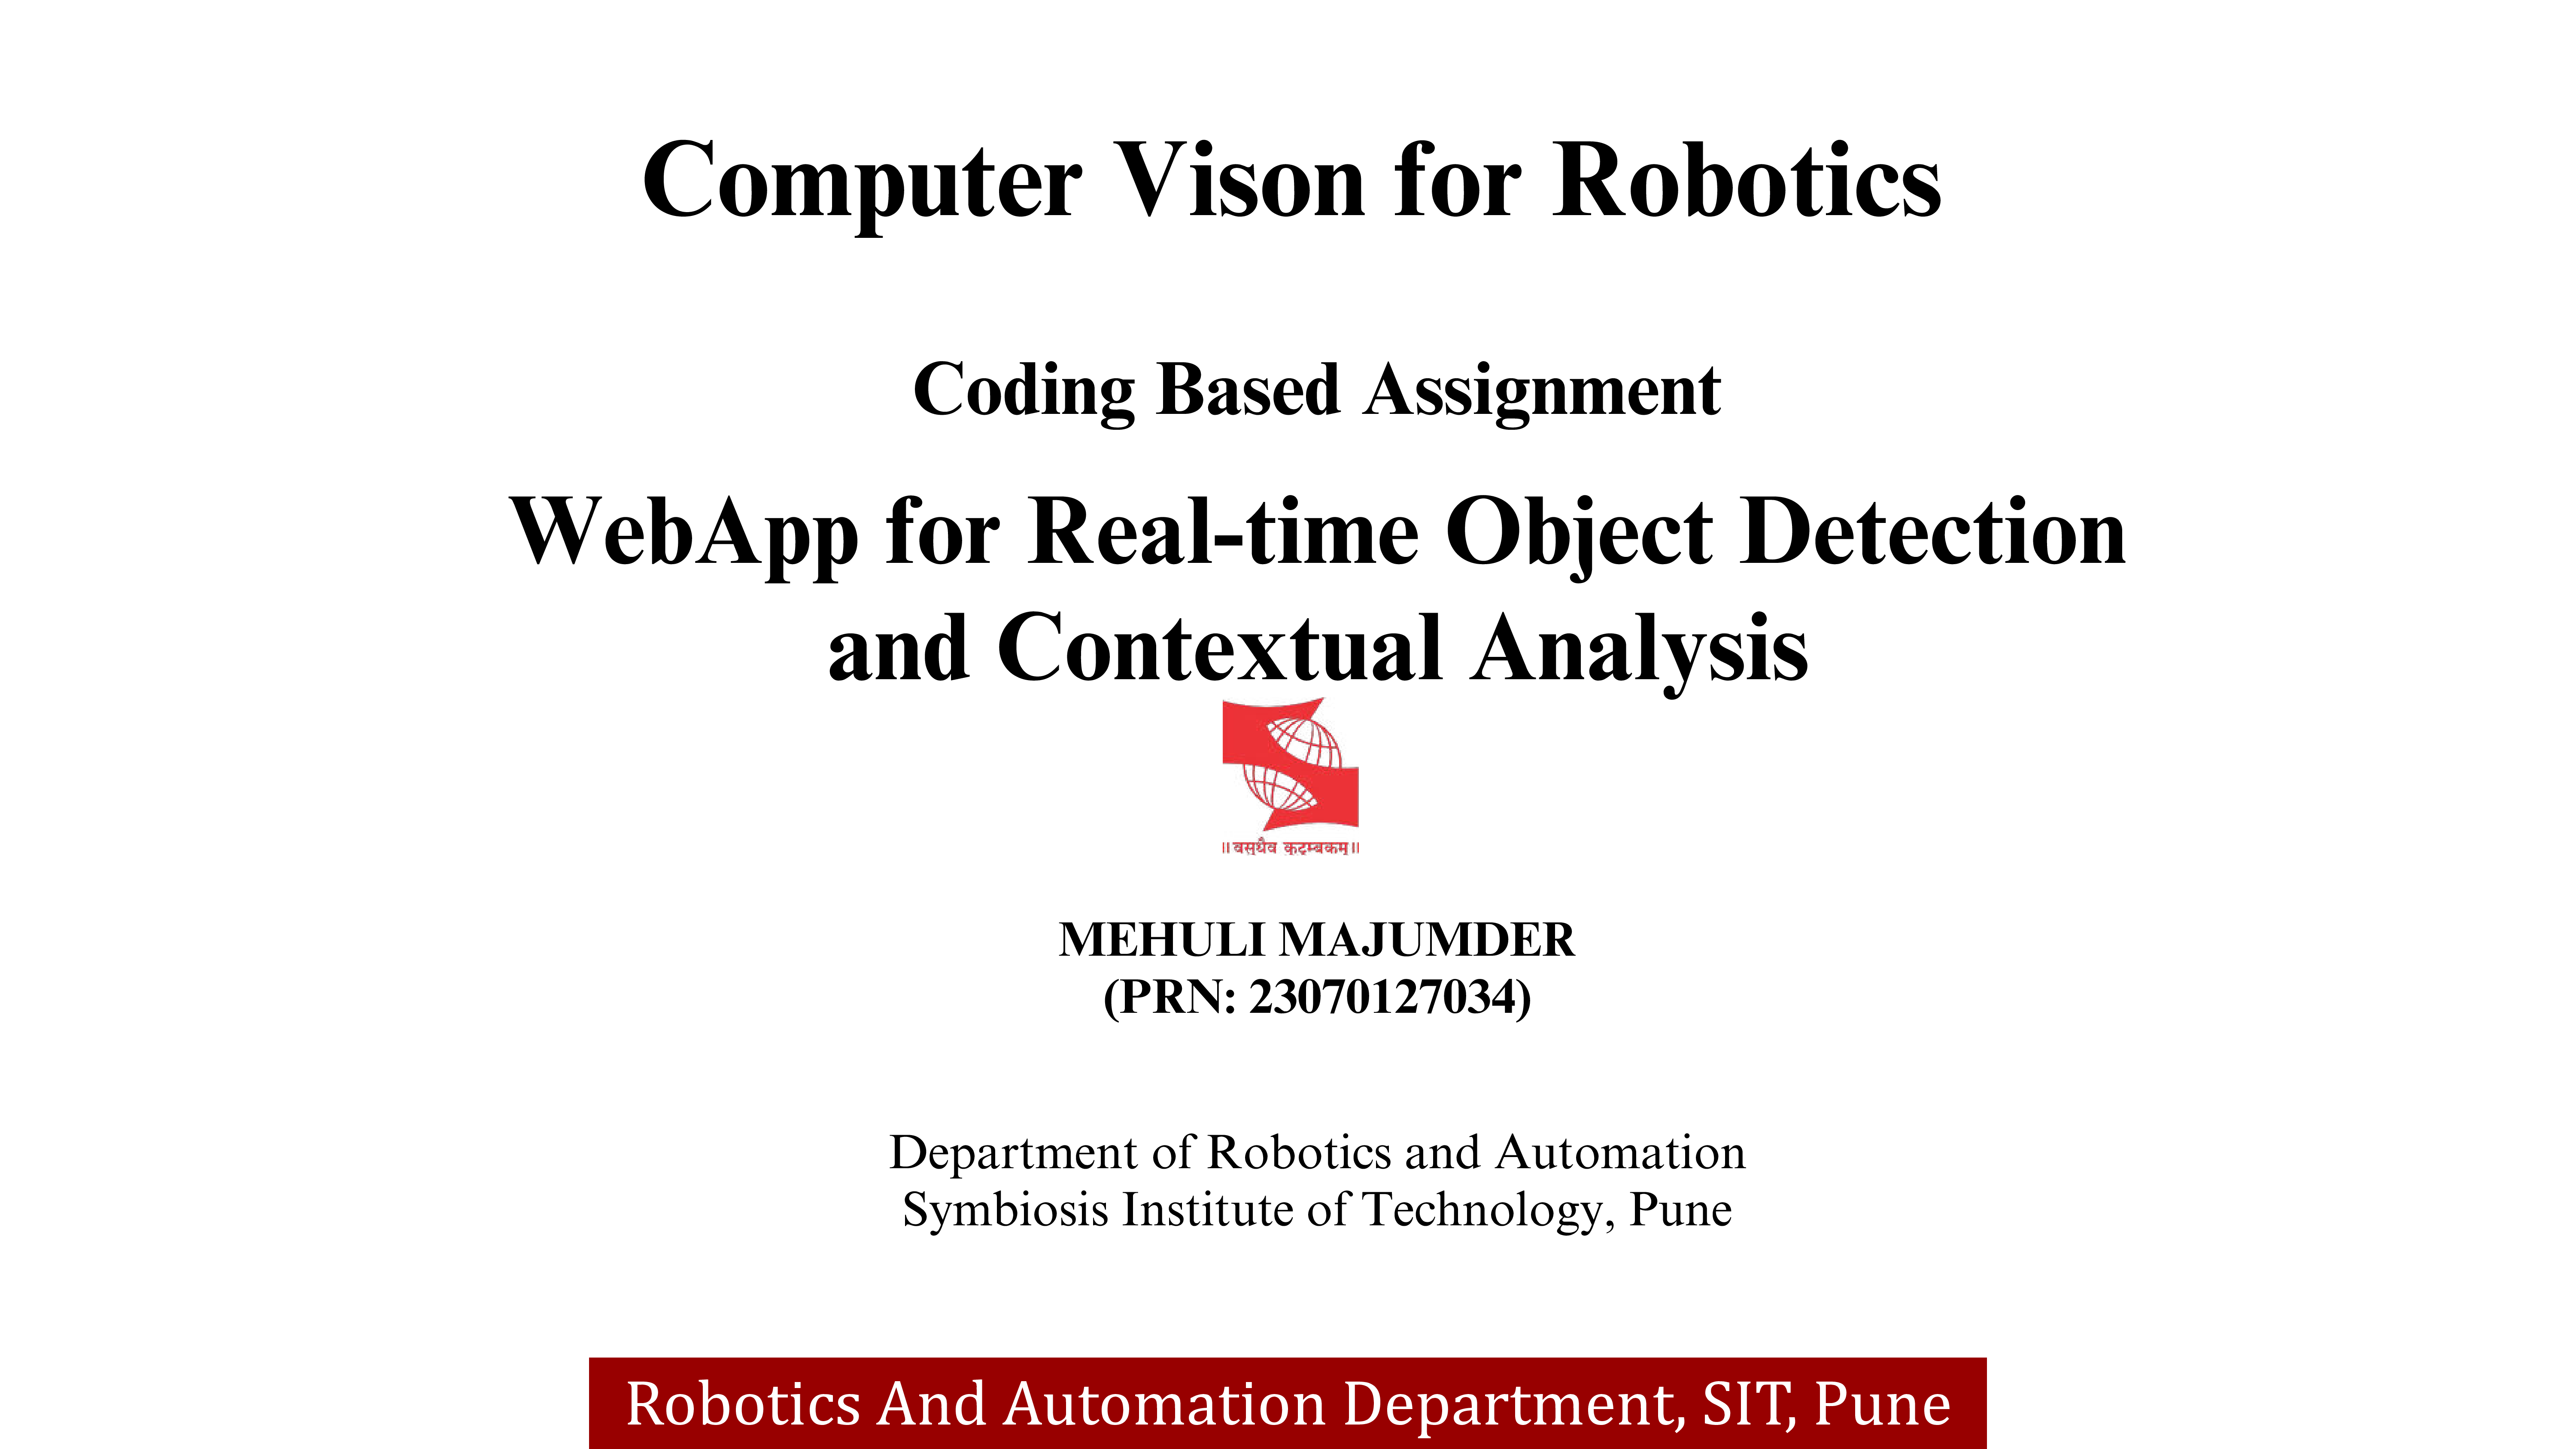 Computer Vison for Robotics
Coding Based Assignment
WebApp for Real-time Object Detection
and Contextual Analysis
॥ वसुधैव कुटुम्बकम् ॥
MEHULI MAJUMDER
(PRN: 23070127034)
Department of Robotics and Automation
Symbiosis Institute of Technology, Pune
Robotics And Automation Department, SIT, Pune